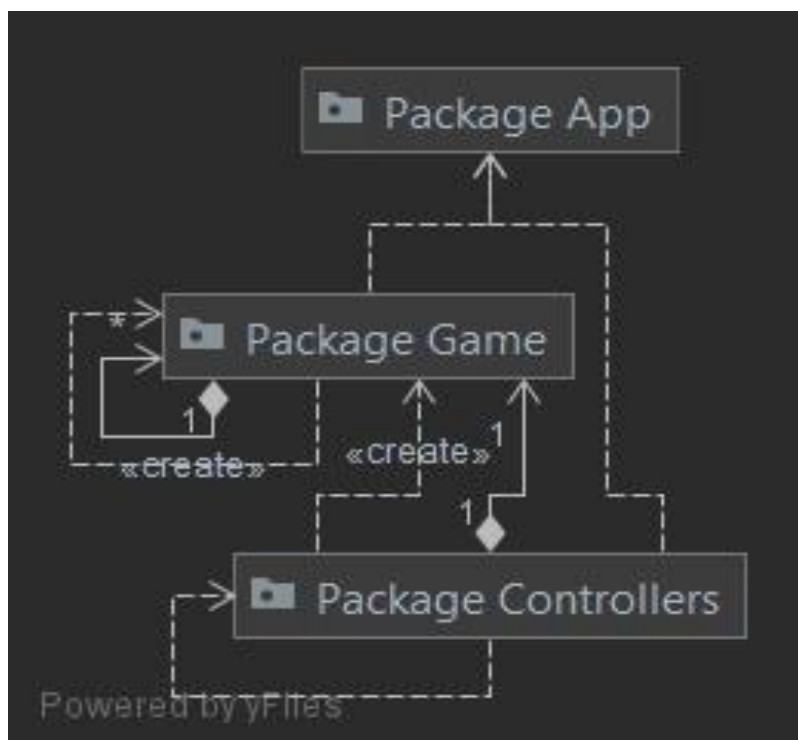 Package App
*
Package Game
1
«create»
«create»
1
1
Package Controllers
Powered by yFiles